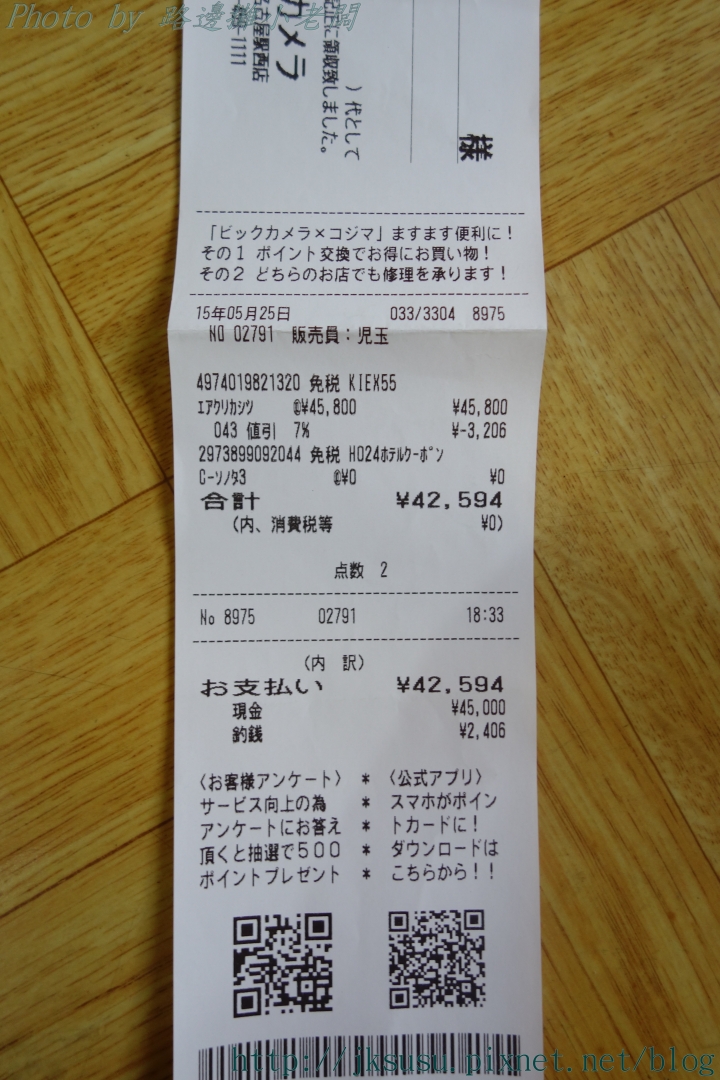 Photo by 路邊攤小老闆
カメラ
名古屋駅西店
-1111
に領収致しました。
）代として
様
「ビックカメラ×コジマ」ますます便利に！
その１ ポイント交換でお得にお買い物！
その２ どちらのお店でも修理を承ります！
15年05月25日 033/3304 8975
NO 02791 販売員：児玉
4974019821320 免税 KIEX55
ｴｱｸﾘｶｼﾂ @¥45,800 ¥45,800
043 値引 7% ¥-3,206
2973899092044 免税 H024ﾎﾃﾙｸｰﾎﾟﾝ
C-ｿﾉﾀ3 @¥0 ¥0
合計 ¥42,594
（内、消費税等 ¥0）
点数 2
No 8975 02791 18:33
（内 訳）
お支払い ¥42,594
現金 ¥45,000
釣銭 ¥2,406
〈お客様アンケート〉 * 〈公式アプリ〉
サービス向上の為 * スマホがポイン
アンケートにお答え * トカードに！
頂くと抽選で５００ * ダウンロードは
ポイントプレゼント * こちらから！！
http://jksusu.pixnet.net/blog